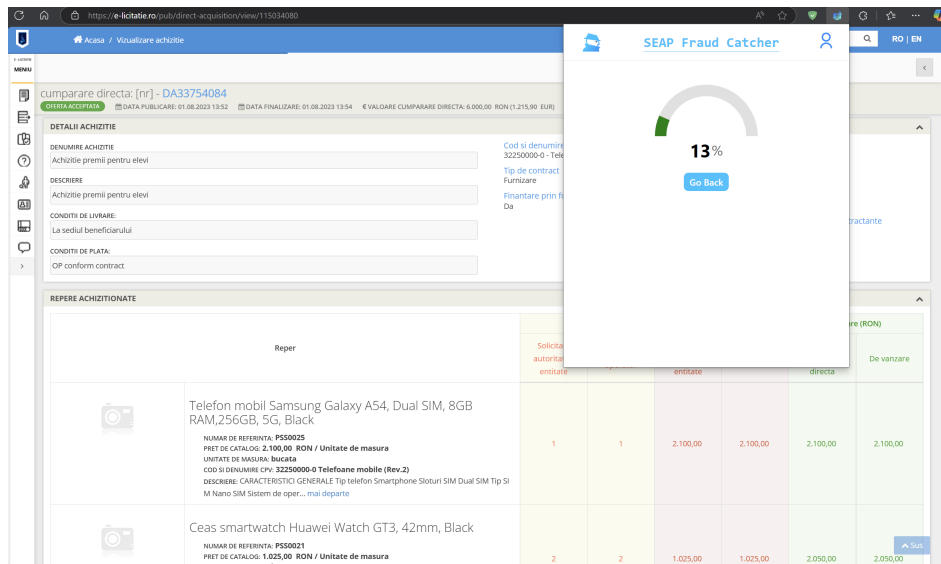 https://e-licitatie.ro/pub/direct-acquisition/view/115034080
Acasa / Vizualizare achizitie
RO | EN
SEAP Fraud Catcher
13%
Go Back
MENIU
cumparare directa: [nr] - DA33754084
OFERTA ACCEPTATA
DATA PUBLICARE: 01.08.2023 13:52
DATA FINALIZARE: 01.08.2023 13:54
€ VALOARE CUMPARARE DIRECTA: 6.000,00 RON (1.215,90 EUR)
DETALII ACHIZITIE
DENUMIRE ACHIZITIE
Achizitie premii pentru elevi
DESCRIERE
Achizitie premii pentru elevi
CONDITII DE LIVRARE:
La sediul beneficiarului
CONDITII DE PLATA:
OP conform contract
Cod si denumire
32250000-0 - Tele
Tip de contract
Furnizare
Finantare prin f
Da
tractante
REPERE ACHIZITIONATE
Reper
Solicita
autorita
entitate
entitate
re (RON)
directa
De vanzare
Telefon mobil Samsung Galaxy A54, Dual SIM, 8GB
RAM,256GB, 5G, Black
NUMAR DE REFERINTA: PSS0025
PRET DE CATALOG: 2.100,00 RON / Unitate de masura
UNITATE DE MASURA: bucata
COD SI DENUMIRE CPV: 32250000-0 Telefoane mobile (Rev.2)
DESCRIERE: CARACTERISTICI GENERALE Tip telefon Smartphone Sloturi SIM Dual SIM Tip SI
M Nano SIM Sistem de oper... mai departe
1 1 2.100,00 2.100,00 2.100,00 2.100,00
Ceas smartwatch Huawei Watch GT3, 42mm, Black
NUMAR DE REFERINTA: PSS0021
PRET DE CATALOG: 1.025,00 RON / Unitate de masura
2 2 1.025,00 1.025,00 2.050,00 2.050,00
Sus